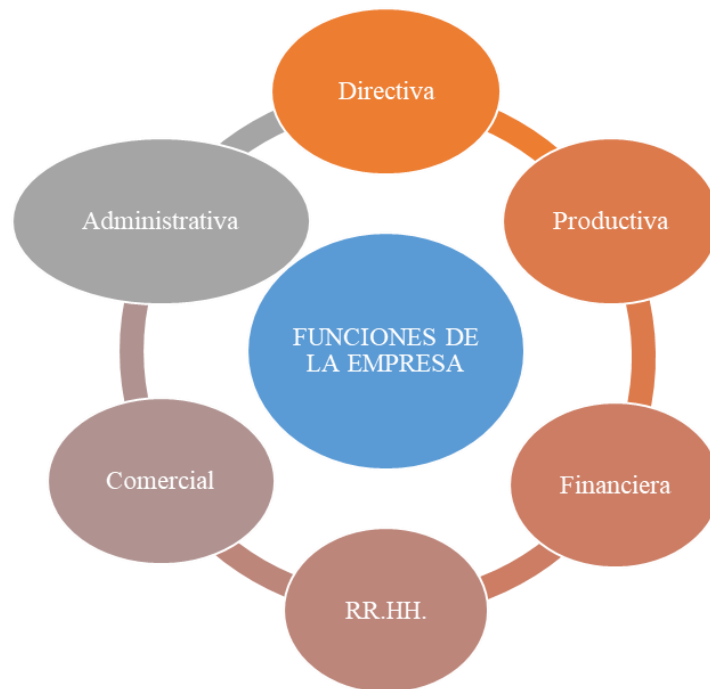 Directiva
Administrativa
Productiva
FUNCIONES DE
LA EMPRESA
Comercial
Financiera
RR.HH.